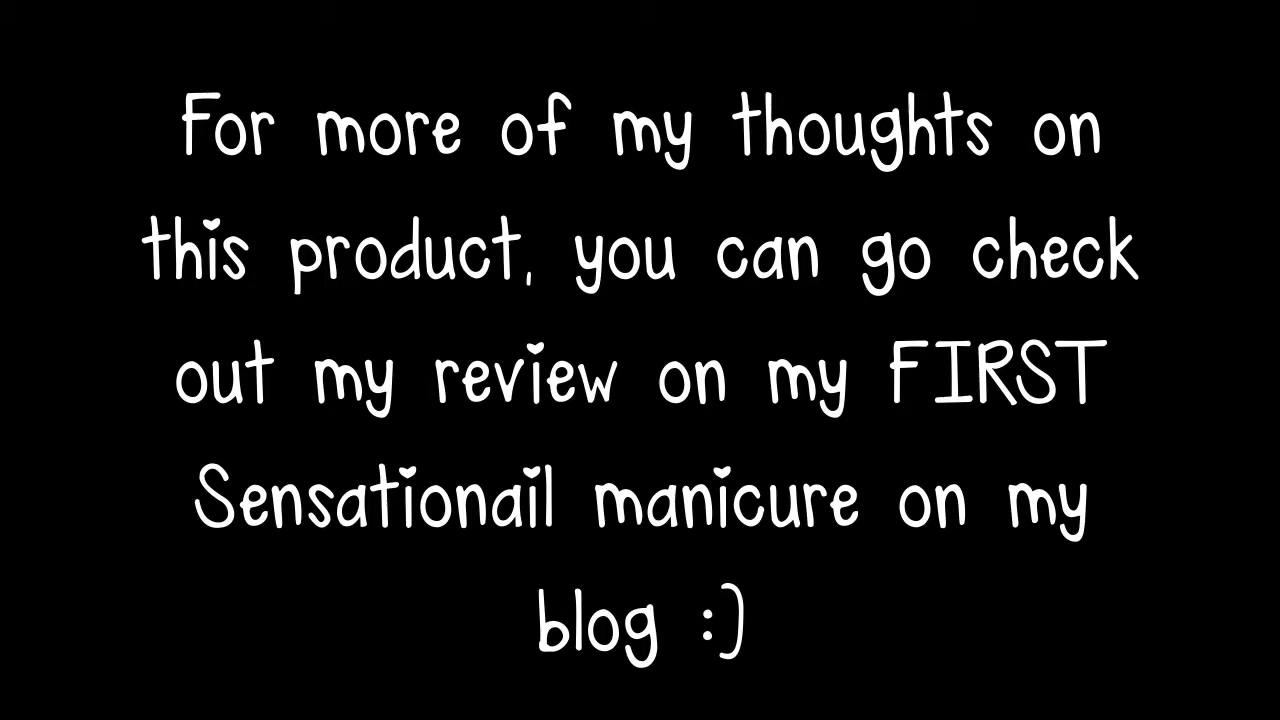 For more of my thoughts on
this product, you can go check
out my review on my FIRST
Sensationail manicure on my
blog :)